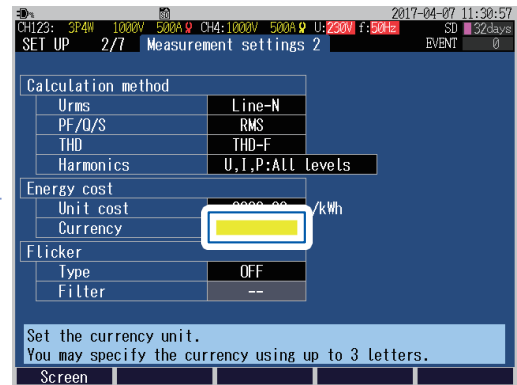 2017-04-07 11:30:57
CH123: 3P4W 1000V 500A CH4:1000V 500A U:230V f:50Hz SD 32days
SET UP 2/7 Measurement settings 2 EVENT 0
Calculation method
Urms Line-N
PF/Q/S RMS
THD THD-F
Harmonics U,I,P:All levels
Energy cost
Unit cost /kWh
Currency
Flicker
Type OFF
Filter --
Set the currency unit.
You may specify the currency using up to 3 letters.
Screen